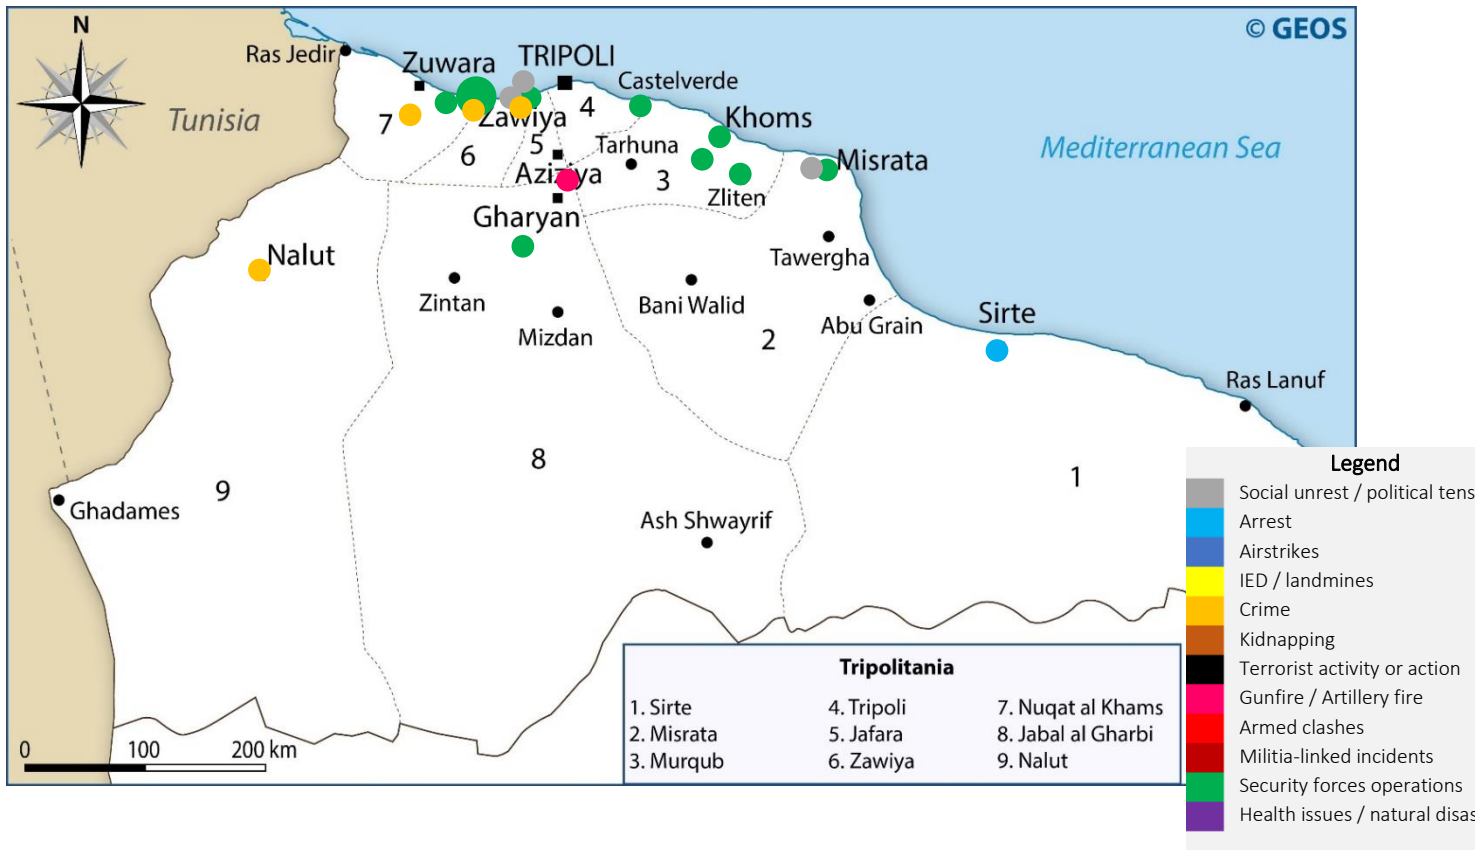 N
© GEOS
Ras Jedir
Zuwara
TRIPOLI
Castelverde
Tunisia
7
Zawiya
4
Khoms
Mediterranean Sea
6
5
Tarhuna
Misrata
Aziziya
3
Zliten
Gharyan
Nalut
Tawergha
Zintan
Bani Walid
Sirte
Mizdan
2
Abu Grain
Ras Lanuf
8
1
9
Ghadames
Ash Shwayrif
Legend
Social unrest / political tens
Arrest
Airstrikes
IED / landmines
Crime
Kidnapping
Terrorist activity or action
Gunfire / Artillery fire
Armed clashes
Militia-linked incidents
Security forces operations
Health issues / natural disas
Tripolitania
1. Sirte
2. Misrata
3. Murqub
4. Tripoli
5. Jafara
6. Zawiya
7. Nuqat al Khams
8. Jabal al Gharbi
9. Nalut
0 100 200 km